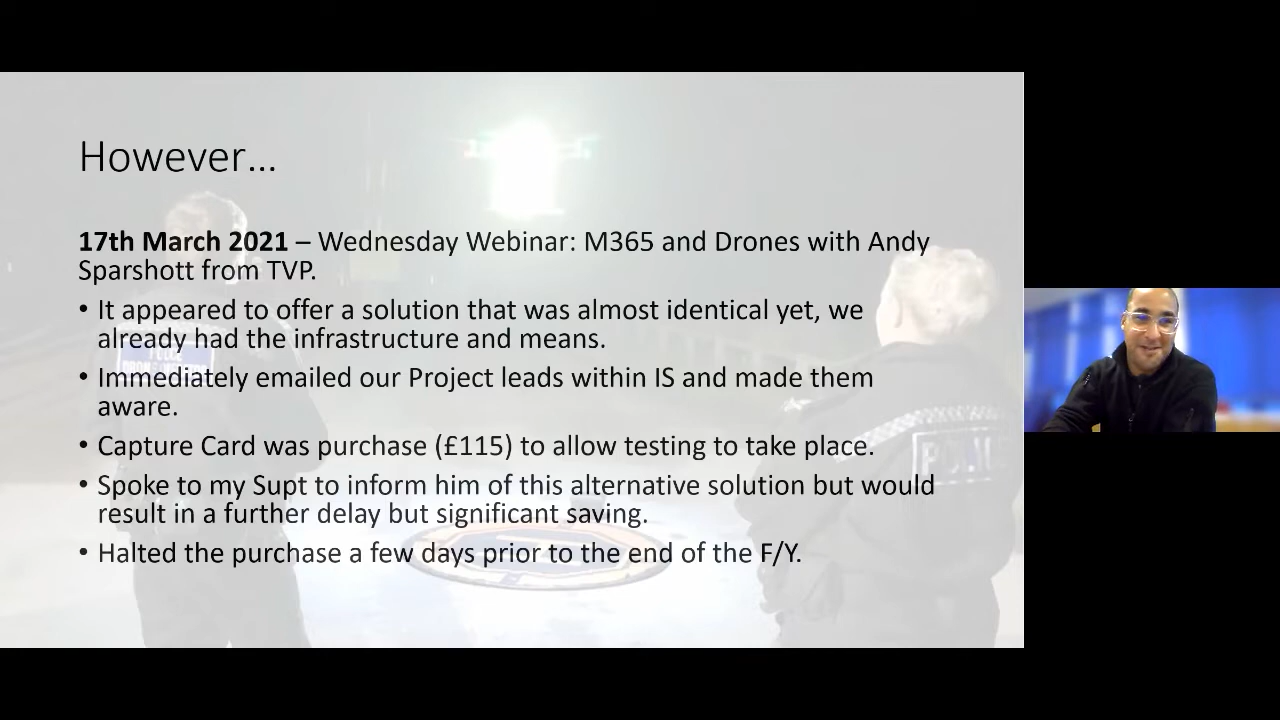 However...
17th March 2021 – Wednesday Webinar: M365 and Drones with Andy
Sparshott from TVP.
• It appeared to offer a solution that was almost identical yet, we
already had the infrastructure and means.
• Immediately emailed our Project leads within IS and made them
aware.
• Capture Card was purchase (£115) to allow testing to take place.
• Spoke to my Supt to inform him of this alternative solution but would
result in a further delay but significant saving.
• Halted the purchase a few days prior to the end of the F/Y.
POLICE
POLICE